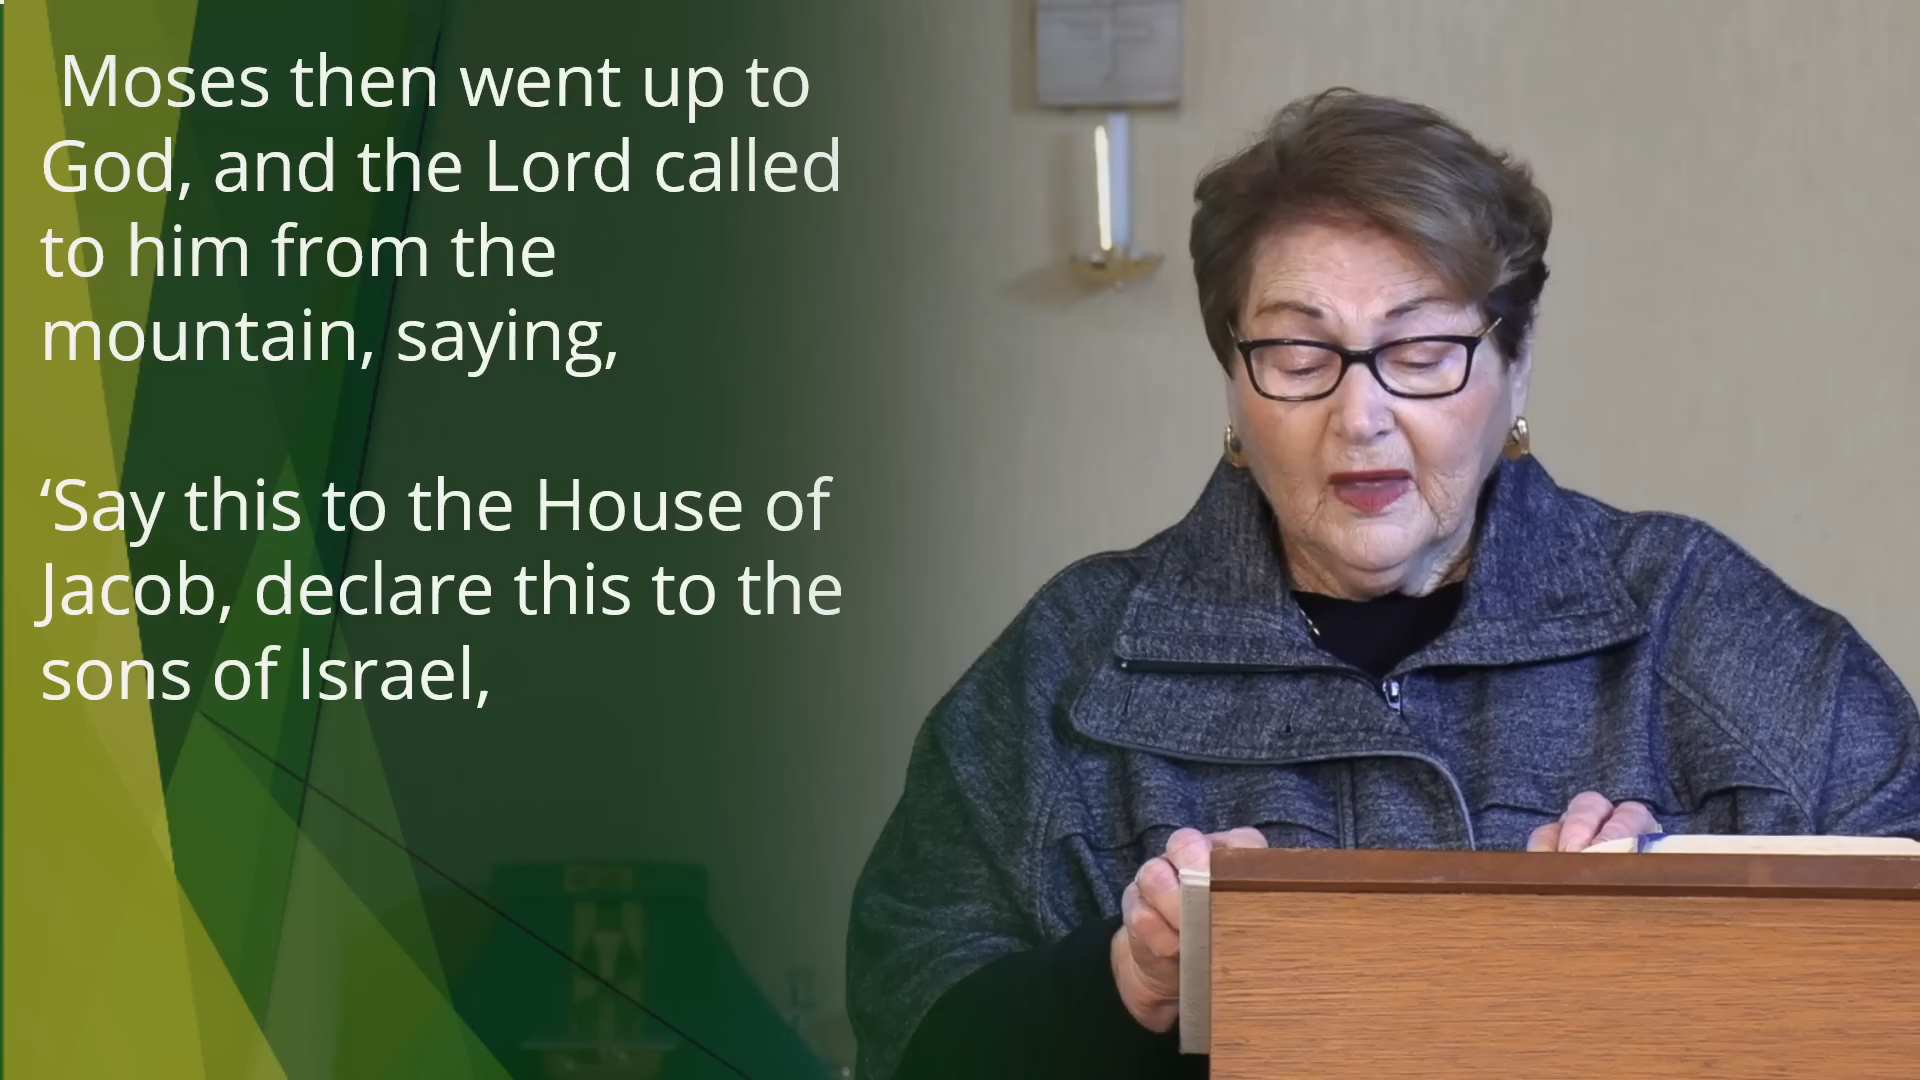 Moses then went up to
God, and the Lord called
to him from the
mountain, saying,
‘Say this to the House of
Jacob, declare this to the
sons of Israel,